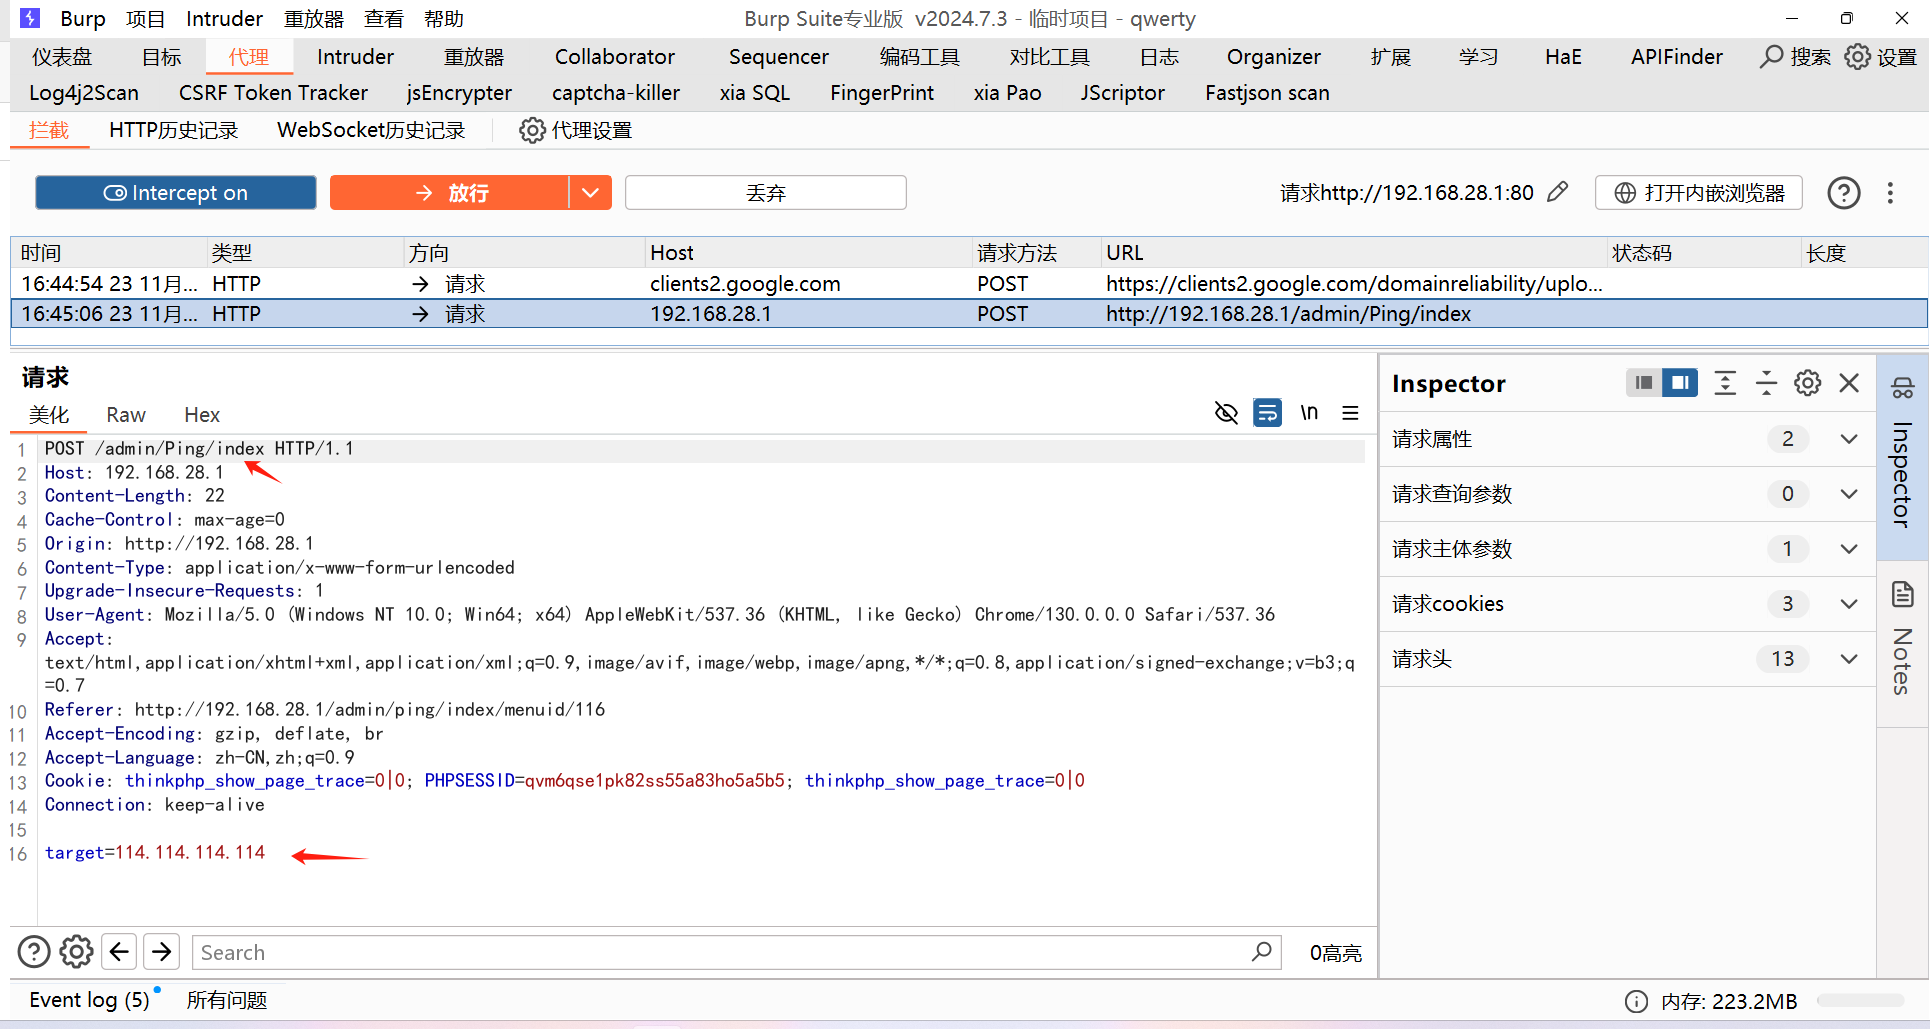 Burp 项目 Intruder 重放器 查看 帮助 Burp Suite专业版 v2024.7.3 - 临时项目 - qwerty
仪表盘 目标 代理 Intruder 重放器 Collaborator Sequencer 编码工具 对比工具 日志 Organizer 扩展 学习 HaE APIFinder 搜索 设置
Log4j2Scan CSRF Token Tracker jsEncrypter captcha-killer xia SQL FingerPrint xia Pao JScriptor Fastjson scan
拦截 HTTP历史记录 WebSocket历史记录 代理设置
Intercept on 放行 丢弃 请求http://192.168.28.1:80 打开内嵌浏览器
时间 类型 方向 Host 请求方法 URL 状态码 长度
16:44:54 23 11月... HTTP → 请求 clients2.google.com POST https://clients2.google.com/domainreliability/uplo...
16:45:06 23 11月... HTTP → 请求 192.168.28.1 POST http://192.168.28.1/admin/Ping/index
请求
美化 Raw Hex \n
1 POST /admin/Ping/index HTTP/1.1
2 Host: 192.168.28.1
3 Content-Length: 22
4 Cache-Control: max-age=0
5 Origin: http://192.168.28.1
6 Content-Type: application/x-www-form-urlencoded
7 Upgrade-Insecure-Requests: 1
8 User-Agent: Mozilla/5.0 (Windows NT 10.0; Win64; x64) AppleWebKit/537.36 (KHTML, like Gecko) Chrome/130.0.0.0 Safari/537.36
9 Accept:
text/html,application/xhtml+xml,application/xml;q=0.9,image/avif,image/webp,image/apng,*/*;q=0.8,application/signed-exchange;v=b3;q
=0.7
10 Referer: http://192.168.28.1/admin/ping/index/menuid/116
11 Accept-Encoding: gzip, deflate, br
12 Accept-Language: zh-CN,zh;q=0.9
13 Cookie: thinkphp_show_page_trace=0|0; PHPSESSID=qvm6qse1pk82ss55a83ho5a5b5; thinkphp_show_page_trace=0|0
14 Connection: keep-alive
15
16 target=114.114.114.114
Search 0高亮
Inspector
请求属性 2
请求查询参数 0
请求主体参数 1
请求cookies 3
请求头 13
Inspector
Notes
Event log (5) 所有问题 内存: 223.2MB